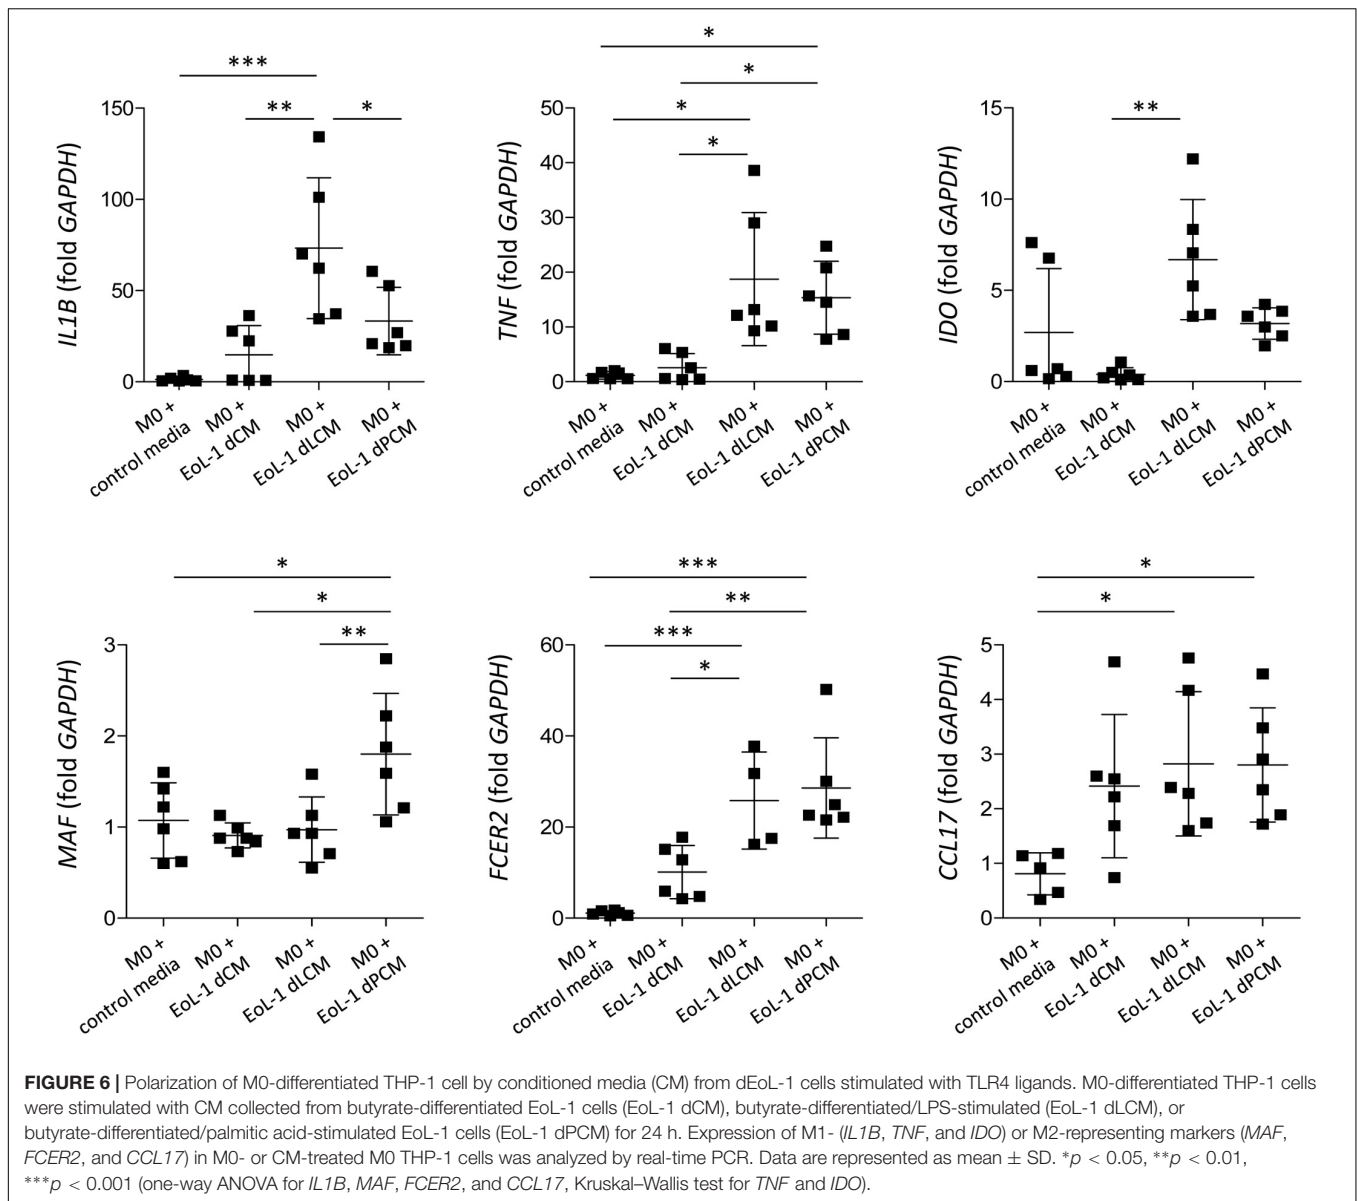 ***
**
*
150
100
50
0
IL1B (fold GAPDH)
M0 +
control media
M0 +
EoL-1 dCM
M0 +
EoL-1 dLCM
M0 +
EoL-1 dPCM
*
*
*
*
50
40
30
20
10
0
TNF (fold GAPDH)
M0 +
control media
M0 +
EoL-1 dCM
M0 +
EoL-1 dLCM
M0 +
EoL-1 dPCM
**
15
10
5
0
IDO (fold GAPDH)
M0 +
control media
M0 +
EoL-1 dCM
M0 +
EoL-1 dLCM
M0 +
EoL-1 dPCM
*
*
**
3
2
1
0
MAF (fold GAPDH)
M0 +
control media
M0 +
EoL-1 dCM
M0 +
EoL-1 dLCM
M0 +
EoL-1 dPCM
***
**
***
*
60
40
20
0
FCER2 (fold GAPDH)
M0 +
control media
M0 +
EoL-1 dCM
M0 +
EoL-1 dLCM
M0 +
EoL-1 dPCM
*
*
5
4
3
2
1
0
CCL17 (fold GAPDH)
M0 +
control media
M0 +
EoL-1 dCM
M0 +
EoL-1 dLCM
M0 +
EoL-1 dPCM
FIGURE 6 | Polarization of M0-differentiated THP-1 cell by conditioned media (CM) from dEoL-1 cells stimulated with TLR4 ligands. M0-differentiated THP-1 cells
were stimulated with CM collected from butyrate-differentiated EoL-1 cells (EoL-1 dCM), butyrate-differentiated/LPS-stimulated (EoL-1 dLCM), or
butyrate-differentiated/palmitic acid-stimulated EoL-1 cells (EoL-1 dPCM) for 24 h. Expression of M1- (IL1B, TNF, and IDO) or M2-representing markers (MAF,
FCER2, and CCL17) in M0- or CM-treated M0 THP-1 cells was analyzed by real-time PCR. Data are represented as mean ± SD. *p < 0.05, **p < 0.01,
***p < 0.001 (one-way ANOVA for IL1B, MAF, FCER2, and CCL17, Kruskal–Wallis test for TNF and IDO).